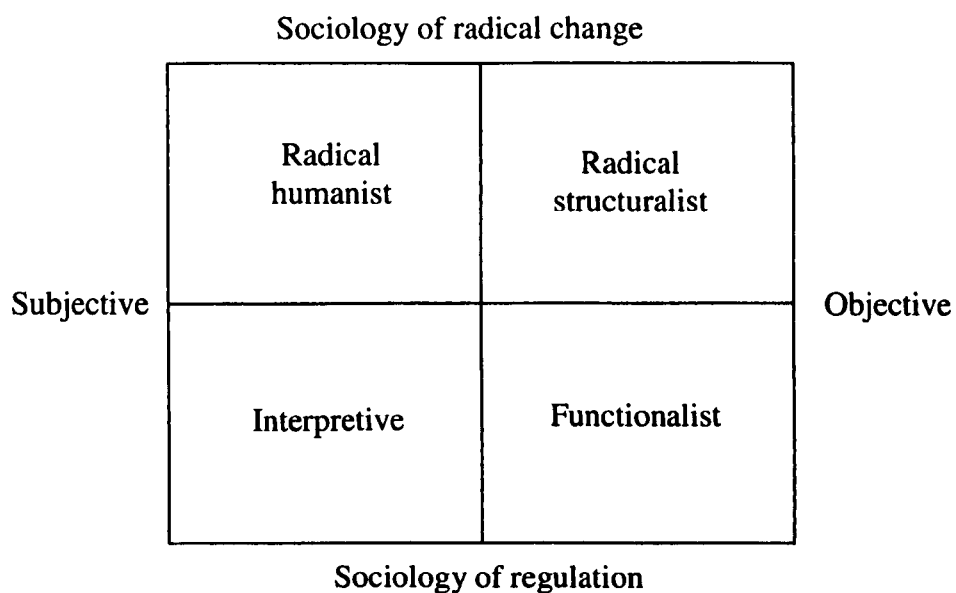 Sociology of radical change
Radical
humanist
Radical
structuralist
Subjective
Objective
Interpretive
Functionalist
Sociology of regulation